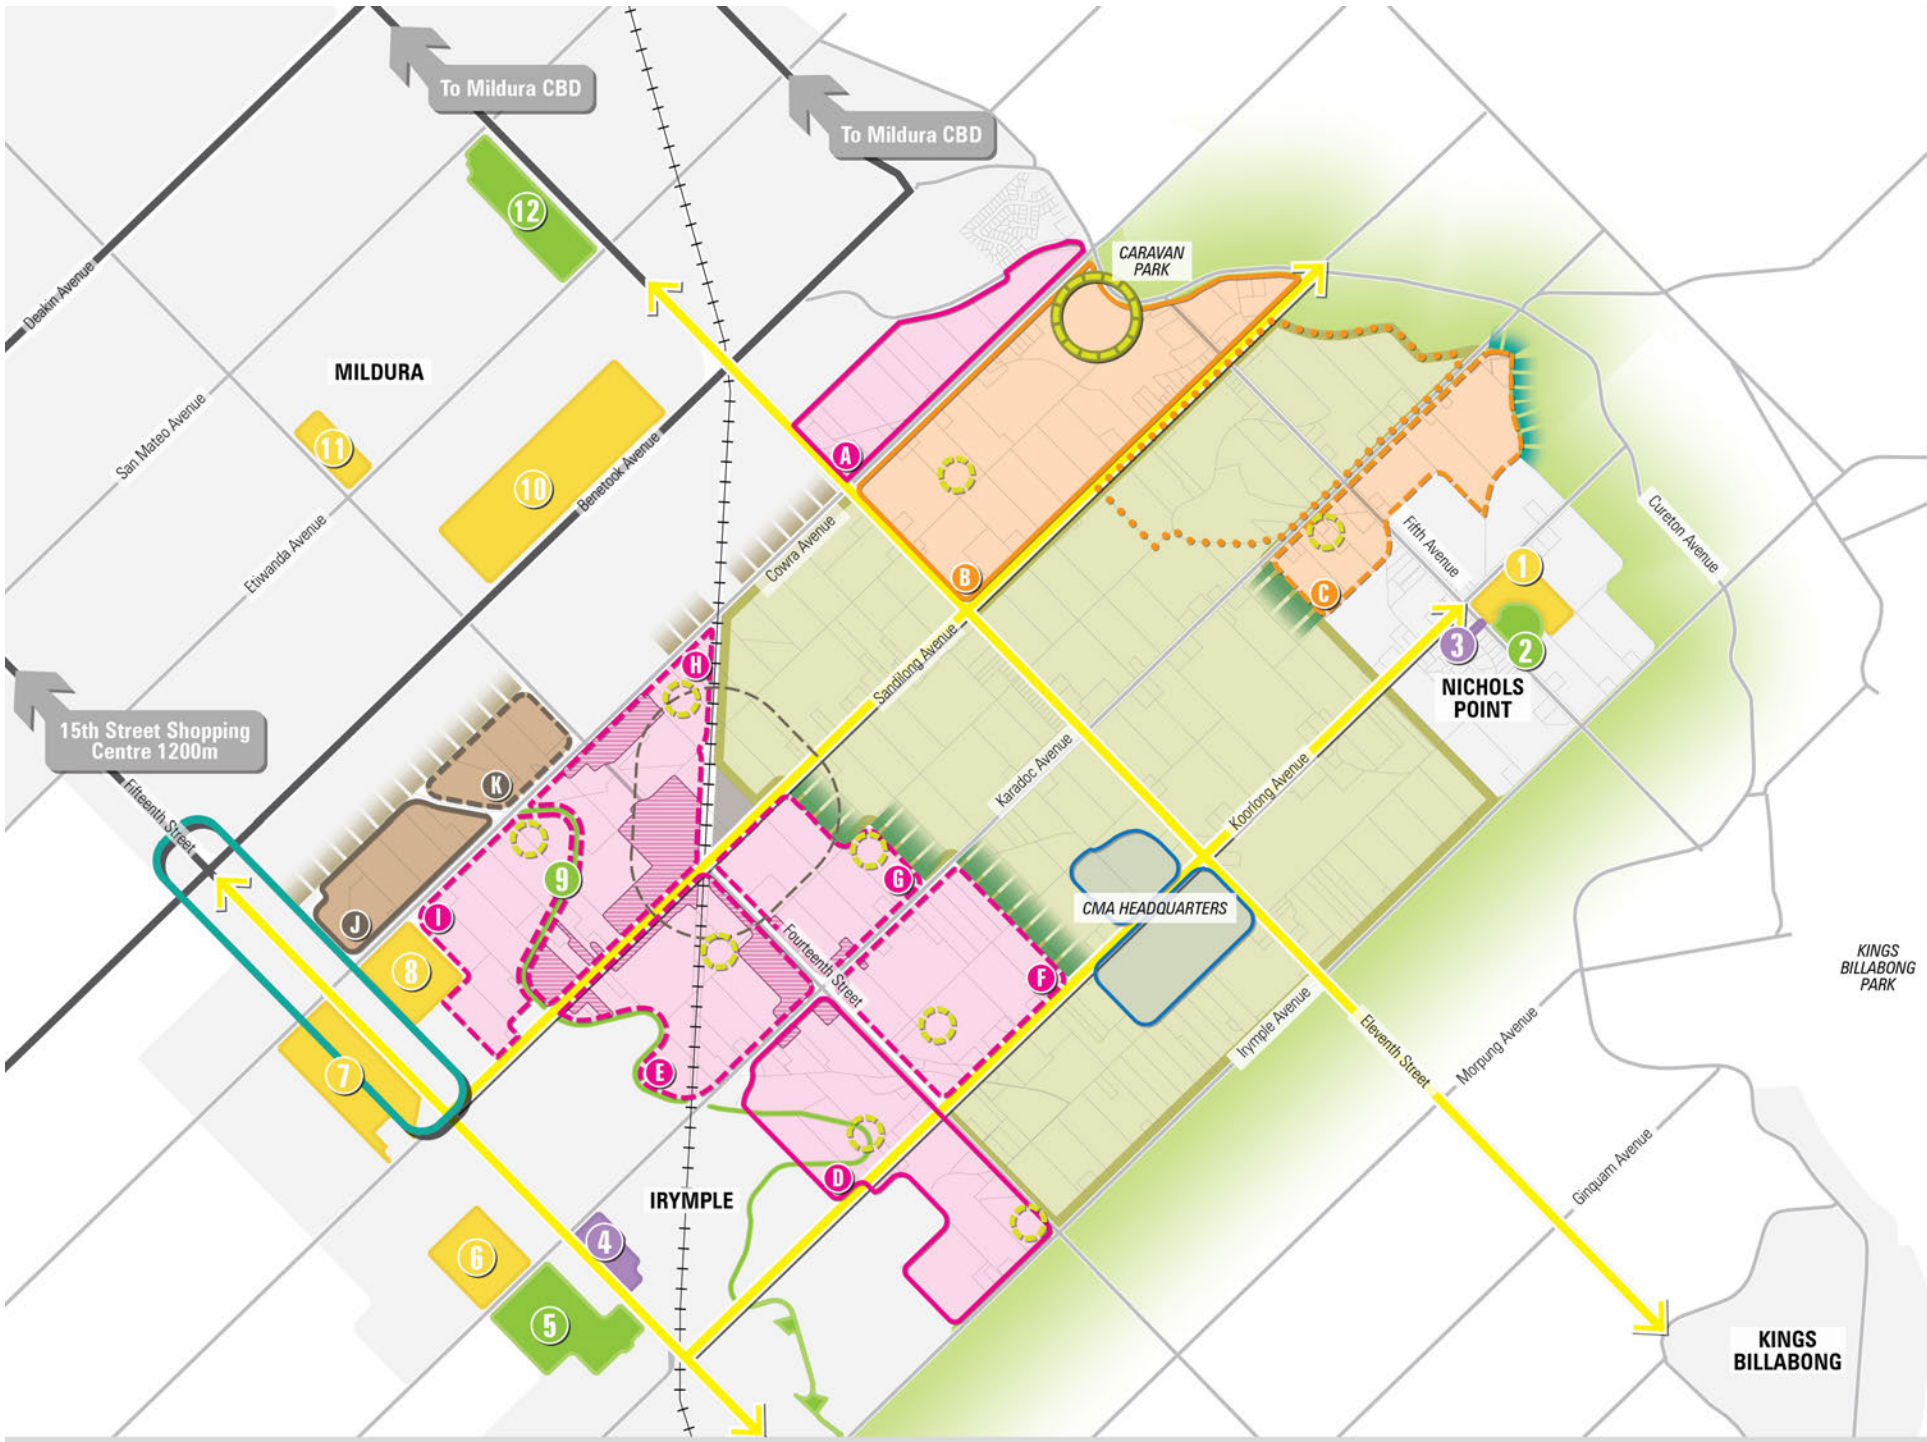 To Mildura CBD
To Mildura CBD
12
CARAVAN
PARK
Deakin Avenue
MILDURA
San Mateo Avenue
11
10
Benetook Avenue
A
Etiwanda Avenue
Cowra Avenue
B
C
Fifth Avenue
Cureton Avenue
1
3
2
NICHOLS
POINT
H
Sandilong Avenue
15th Street Shopping
Centre 1200m
Fifteenth Street
K
Karadoc Avenue
Koorlong Avenue
9
G
J
I
CMA HEADQUARTERS
8
Fourteenth Street
F
KINGS
BILLABONG
PARK
7
E
Irymple Avenue
Eleventh Street
Morpung Avenue
D
IRYMPLE
Ginquam Avenue
4
6
5
KINGS
BILLABONG